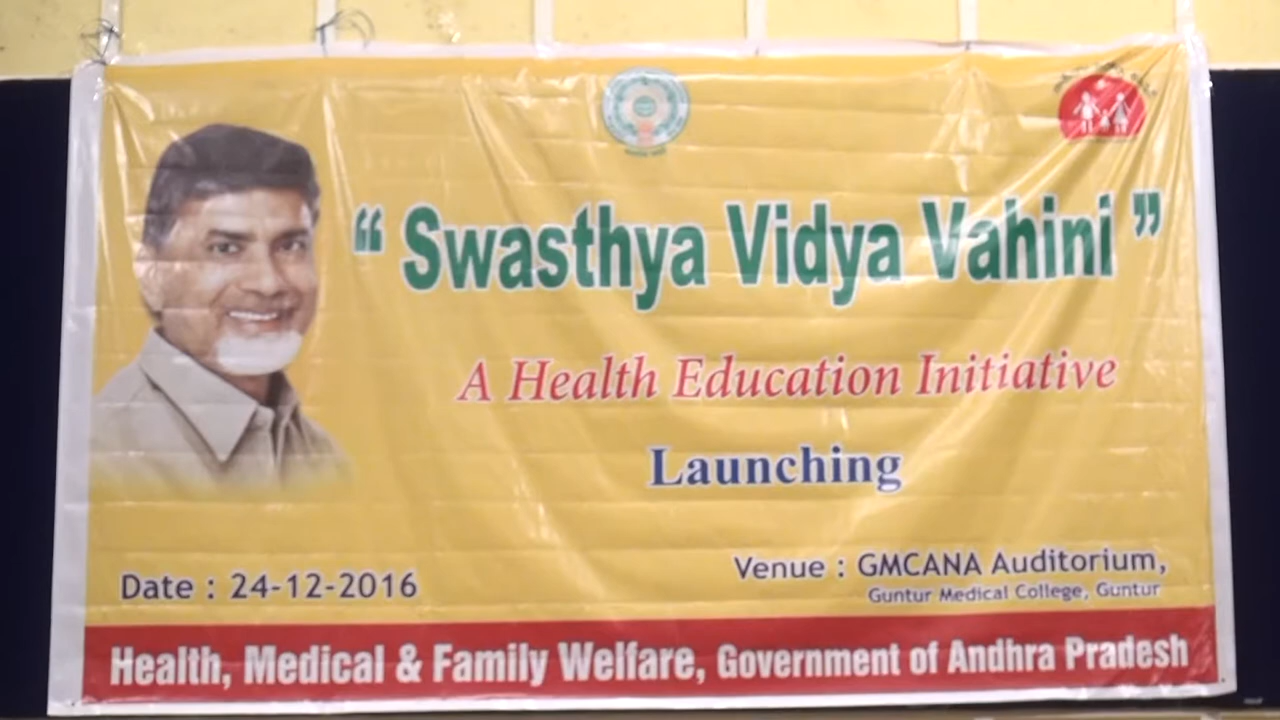 “ Swasthya Vidya Vahini ”
A Health Education Initiative
Launching
Date : 24-12-2016
Venue : GMCANA Auditorium,
Guntur Medical College, Guntur
Health, Medical & Family Welfare, Government of Andhra Pradesh